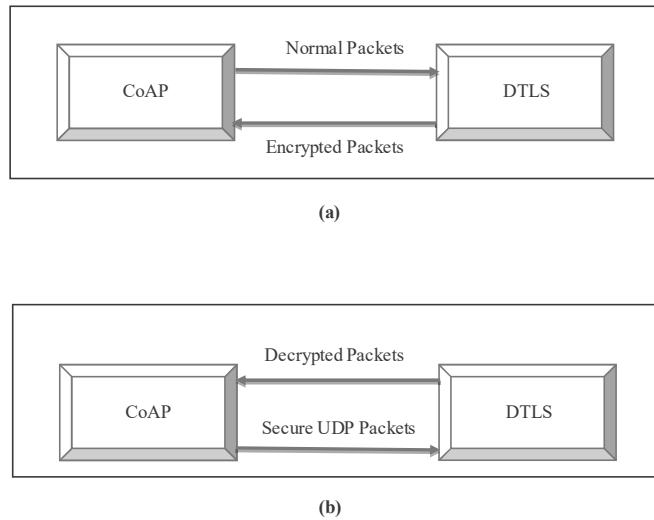 Normal Packets
CoAP
DTLS
Encrypted Packets
(a)
Decrypted Packets
CoAP
DTLS
Secure UDP Packets
(b)